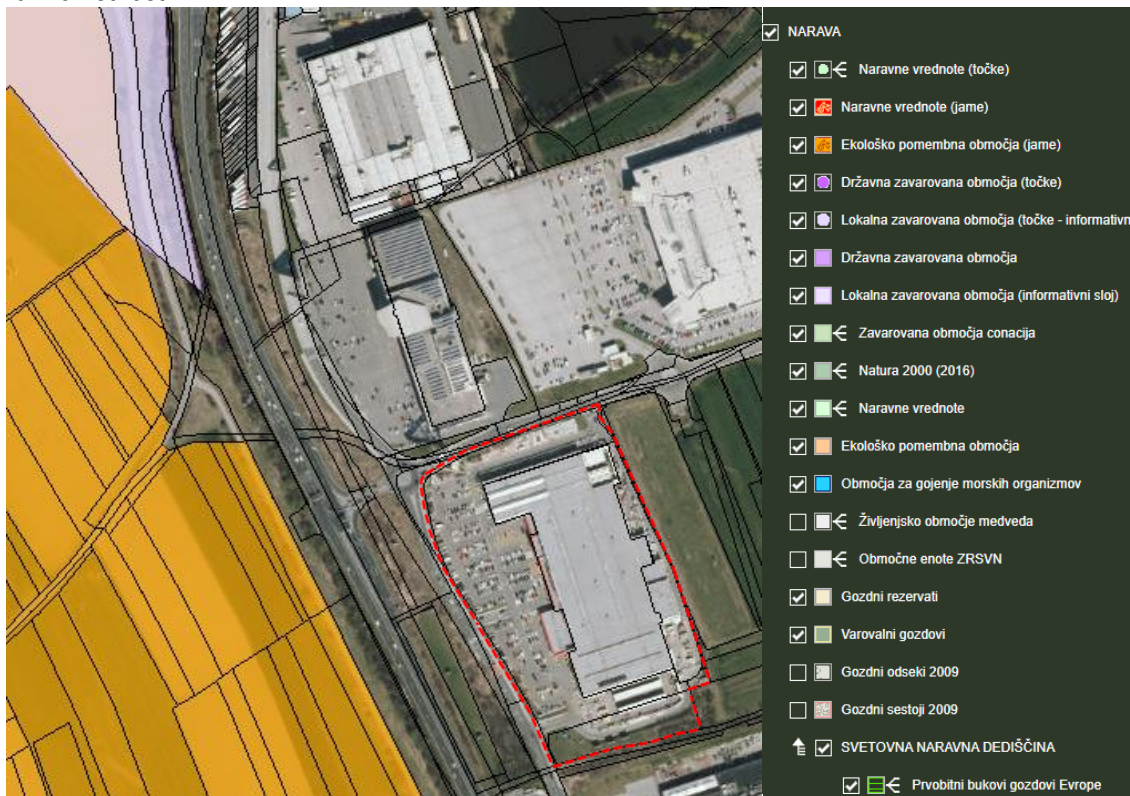 NARAVA
Naravne vrednote (točke)
Naravne vrednote (jame)
Ekološko pomembna območja (jame)
Državna zavarovana območja (točke)
Lokalna zavarovana območja (točke - informativn
Državna zavarovana območja
Lokalna zavarovana območja (informativni sloj)
Zavarovana območja conacija
Natura 2000 (2016)
Naravne vrednote
Ekološko pomembna območja
Območja za gojenje morskih organizmov
Življenjsko območje medveda
Območne enote ZRSVN
Gozdni rezervati
Varovalni gozdovi
Gozdni odseki 2009
Gozdni sestoji 2009
SVETOVNA NARAVNA DEDIŠČINA
Prvobitni bukovi gozdovi Evrope